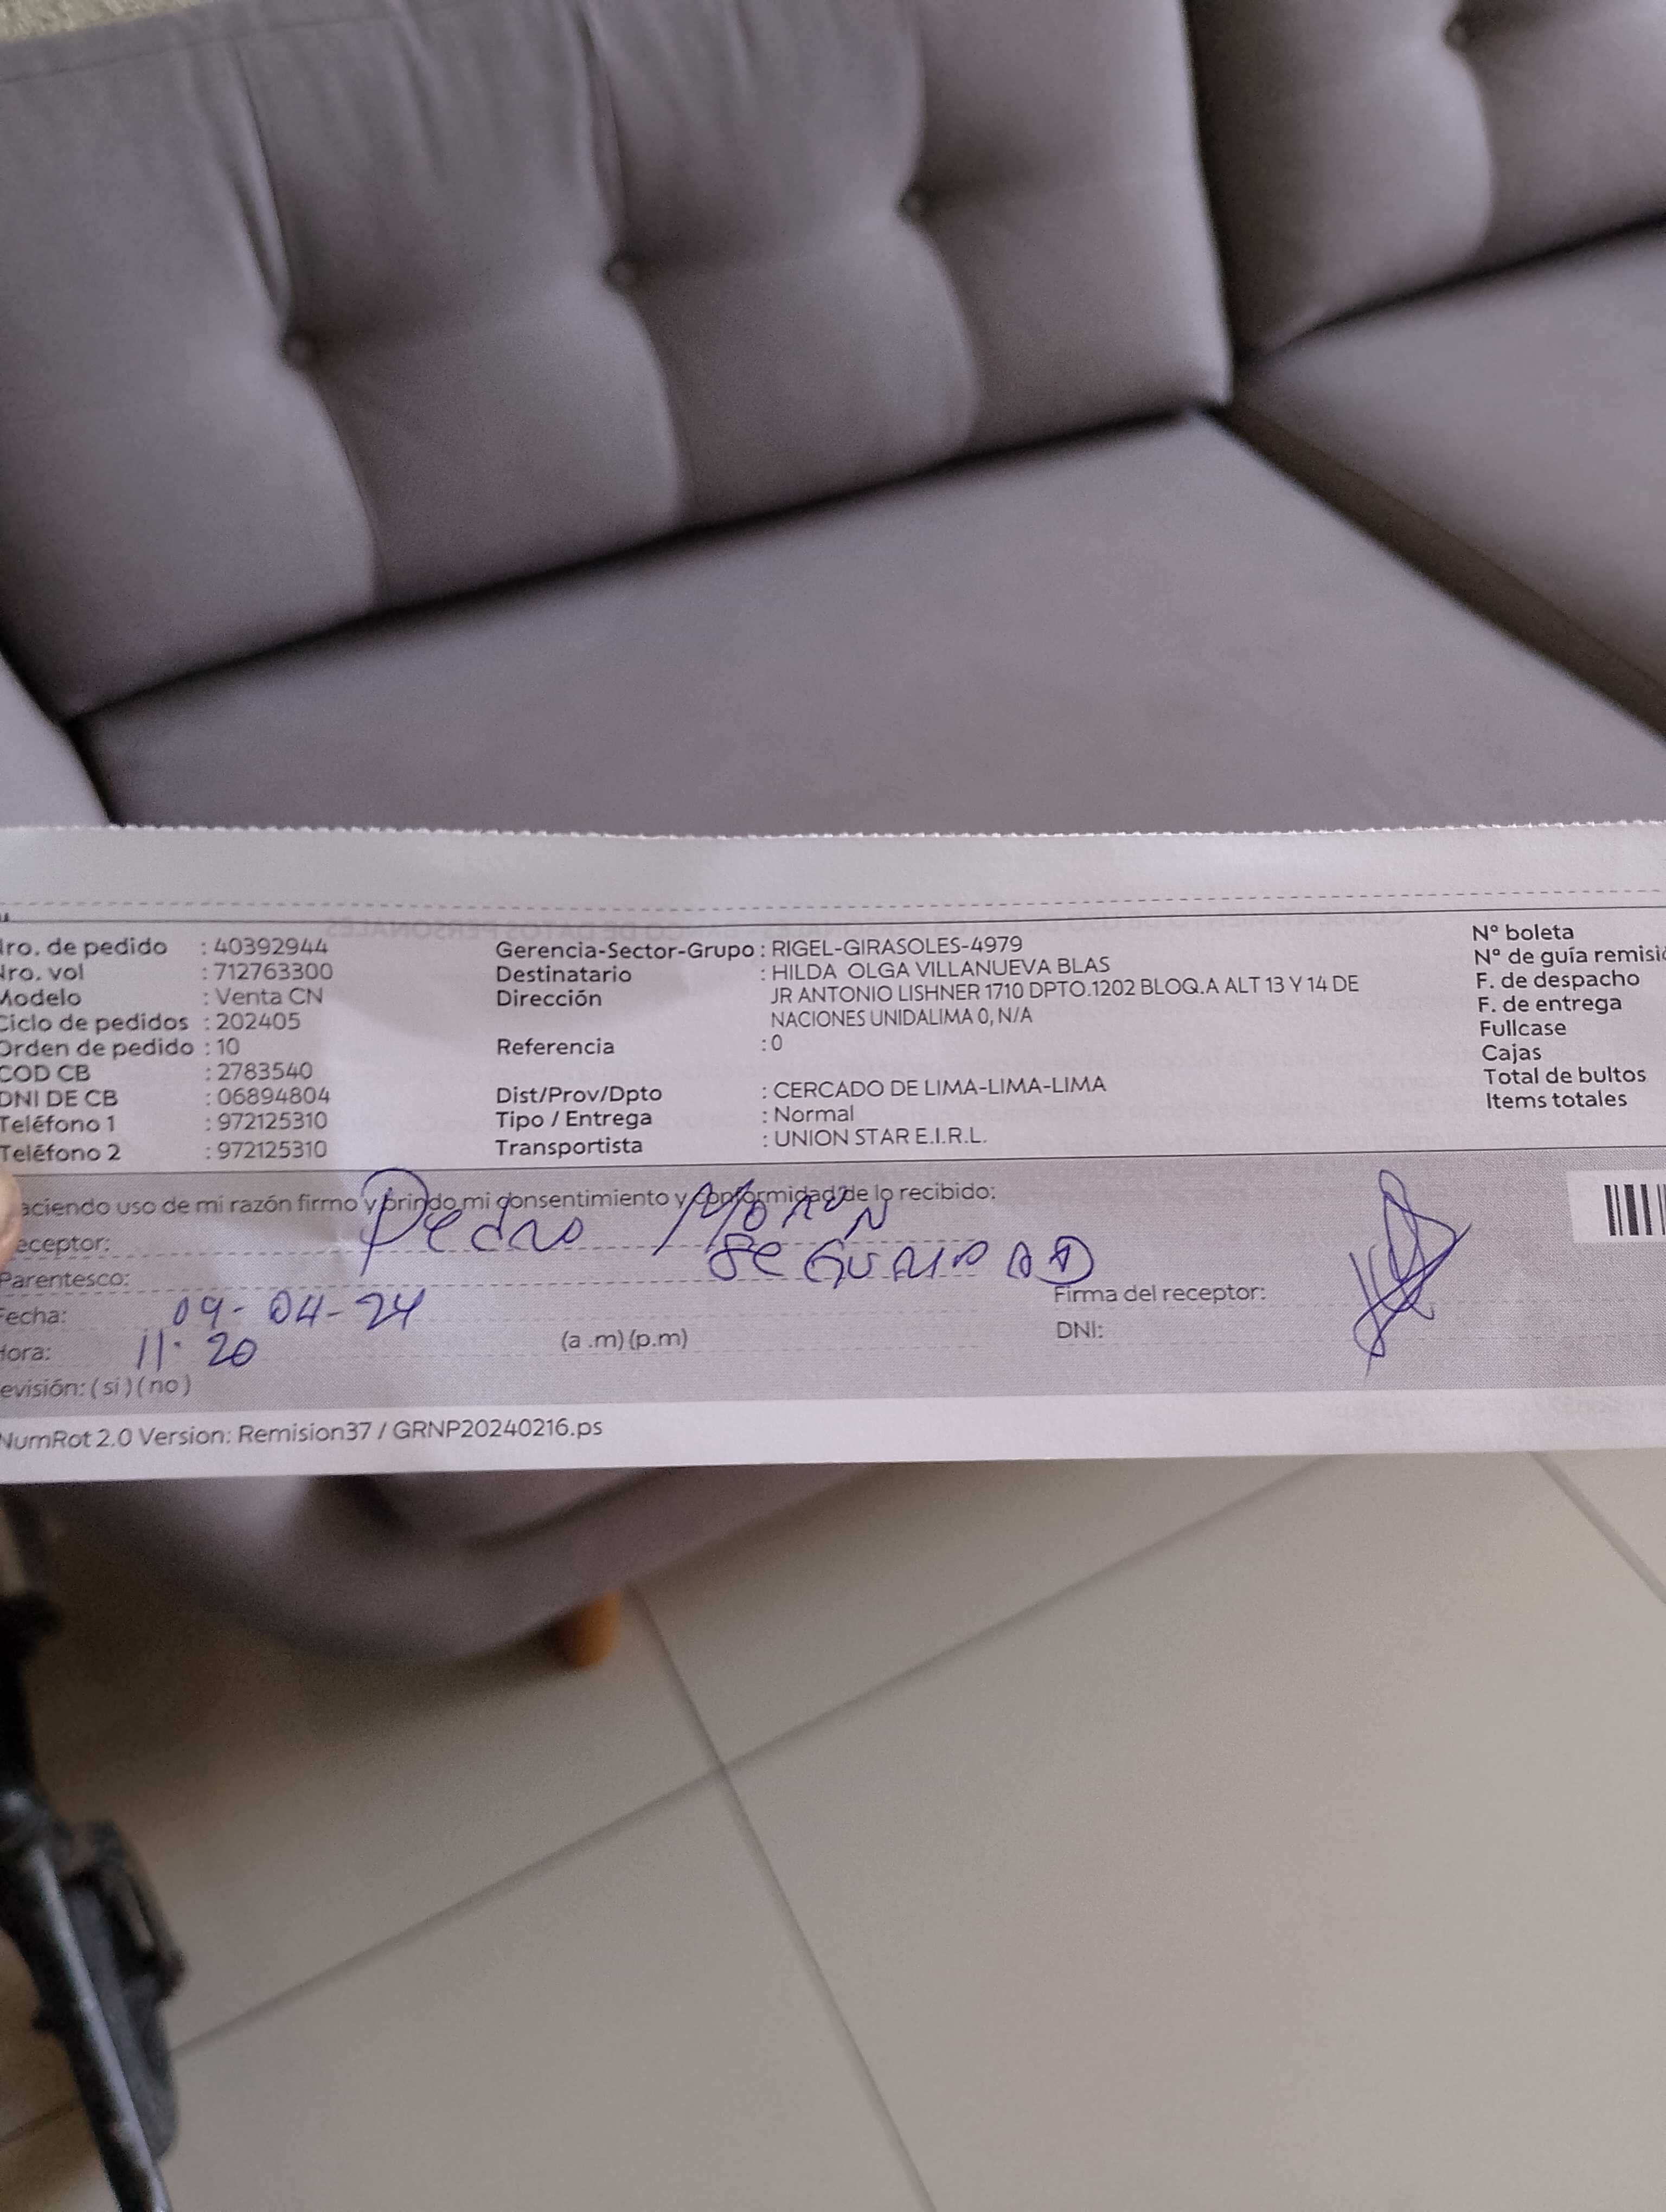 Nro. de pedido : 40392944
Nro. vol : 712763300
Modelo : Venta CN
Ciclo de pedidos : 202405
Orden de pedido : 10
COD CB : 2783540
DNI DE CB : 06894804
Teléfono 1 : 972125310
Teléfono 2 : 972125310
Gerencia-Sector-Grupo : RIGEL-GIRASOLES-4979
Destinatario : HILDA OLGA VILLANUEVA BLAS
Dirección JR ANTONIO LISHNER 1710 DPTO.1202 BLOQ.A ALT 13 Y 14 DE
NACIONES UNIDALIMA 0, N/A
Referencia : 0
Dist/Prov/Dpto : CERCADO DE LIMA-LIMA-LIMA
Tipo / Entrega : Normal
Transportista : UNION STAR E.I.R.L.
N° boleta
N° de guía remisió
F. de despacho
F. de entrega
Fullcase
Cajas
Total de bultos
Items totales
aciendo uso de mi razón firmo y brindo mi consentimiento y conformidad de lo recibido:
eceptor: Pedro
SEGURIDAD
Parentesco:
Fecha: 09-04-24
Hora: 11:20 (a .m) (p.m)
Firma del receptor:
DNI:
evisión: ( si ) ( no )
NumRot 2.0 Version: Remision37 / GRNP20240216.ps